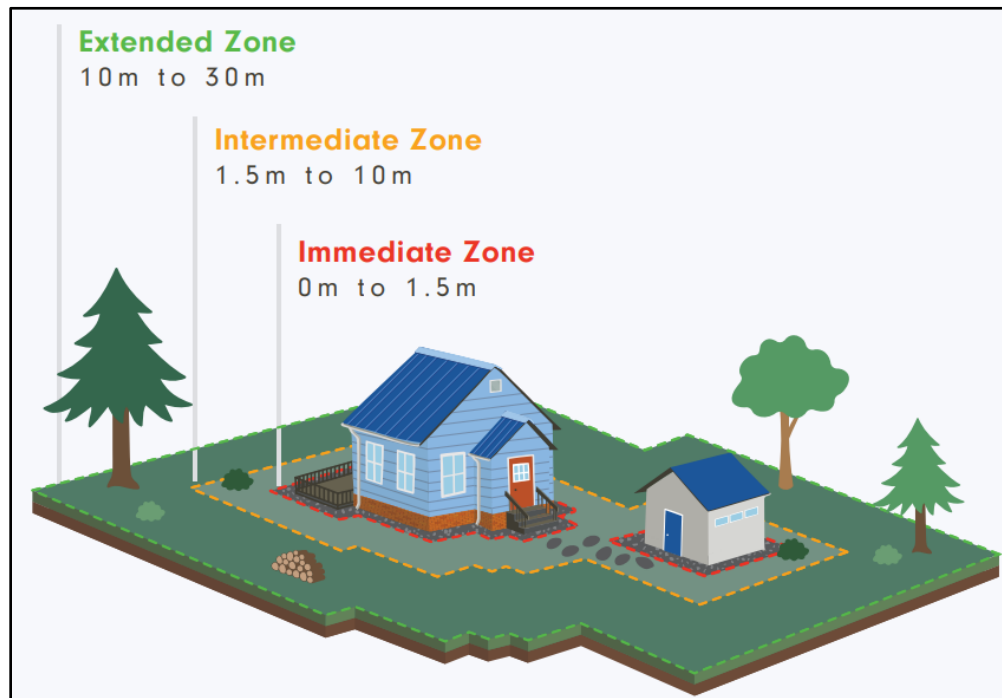 Extended Zone
10m to 30m
Intermediate Zone
1.5m to 10m
Immediate Zone
0m to 1.5m